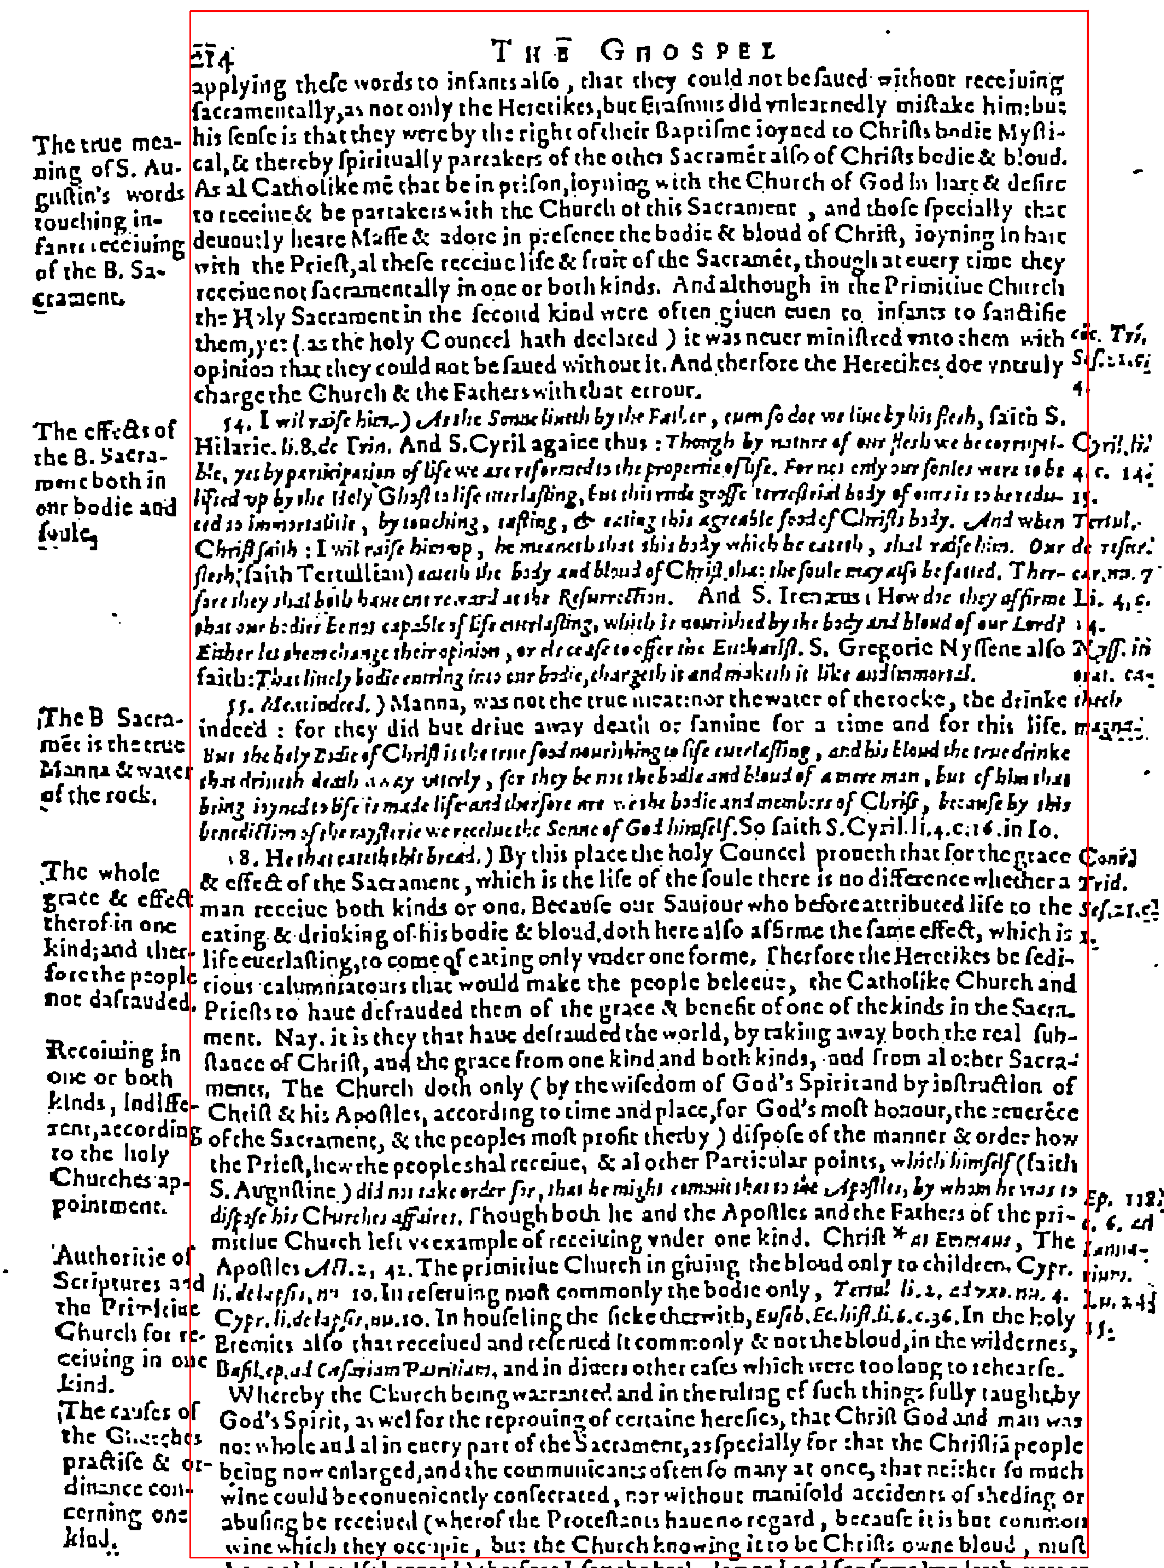 214
THE GHOSPEL
applying these words to infants also, that they could not be saued without receiuing
sacramentally, as not only the Heretikes, but Erasmus did vnlearnedly mistake him: but
his sense is that they were by the right of their Baptisme ioyned to Christs bodie Mysti-
cal, & thereby spiritually partakers of the other Sacramēt also of Christs bodie & bloud.
As al Catholike mē that be in prison, ioyning with the Church of God in hart & desire
to receiue & be partakers with the Church of this Sacrament, and those specially that
deuoutly heare Masse & adore in presence the bodie & bloud of Christ, ioyning in hart
with the Priest, al these receiue life & fruit of the Sacramēt, though at euery time they
receiue not sacramentally in one or both kinds. And although in the Primitiue Church
the Holy Sacrament in the second kind were often giuen euen to infants to sanctifie
them, yet (as the holy Councel hath declared) it was neuer ministred vnto them with
opinion that they could not be saued without it. And therfore the Heretikes doe vntruly
charge the Church & the Fathers with that errour.
54. I wil raise him.) As the Sonne liueth by the Father, euen so doe we liue by his flesh, saith S.
Hilarie. li. 8. de Trin. And S. Cyril againe thus: Though by nature of our flesh we be corrupti-
ble, yet by participation of life we are reformed to the propertie of life. For not only our soules were to be
lifted vp by the Holy Ghost to life euerlasting, but this rude grosse terrestrial body of ours is to be redu-
ced to immortalitie, by touching, tasting, & eating this agreable food of Christs body. And when
Christ saith: I wil raise him vp, he meaneth that this body which he eateth, shal raise him. Our
flesh (saith Tertullian) eateth the body and bloud of Christ, that the soule may also be fatted. Ther-
fore they shal both haue one reward at the Resurrection. And S. Irenæus: How doe they affirme
that our bodies be not capable of life euerlasting, which is nourished by the body and bloud of our Lord?
Either let them change their opinion, or els cease to offer the Eucharist. S. Gregorie Nyssene also
saith: That liuely bodie entring into our bodie, changeth it and maketh it like and immortal.
55. Meat indeed.) Manna, was not the true meat: nor the water of the rocke, the drinke
indeed: for they did but driue away death or famine for a time and for this life.
But the holy Bodie of Christ is the true food nourishing to life euerlasting, and his bloud the true drinke
that driueth death away vtterly, for they be not the bodie and bloud of a mere man, but of him that
being ioyned to life is made life: and therfore are we the bodie and members of Christ, because by this
benediction of the mysterie we receiue the Sonne of God himself. So saith S. Cyril. li. 4. c. 16. in Io.
58. He that eateth this bread.) By this place the holy Councel proueth that for the grace
& effect of the Sacrament, which is the life of the soule there is no difference whether a
man receiue both kinds or one. Because our Sauiour who before attributed life to the
eating & drinking of his bodie & bloud, doth here also affirme the same effect, which is
life euerlasting, to come of eating only vnder one forme. Therfore the Heretikes be sedi-
tious calumniatours that would make the people beleeue, the Catholike Church and
Priests to haue defrauded them of the grace & benefit of one of the kinds in the Sacra-
ment. Nay, it is they that haue defrauded the world, by taking away both the real sub-
stance of Christ, and the grace from one kind and both kinds, and from al other Sacra-
ments. The Church doth only (by the wisedom of God's Spirit and by instruction of
Christ & his Apostles, according to time and place, for God's most honour, the reuerēce
of the Sacrament, & the peoples most profit therby) dispose of the manner & order how
the Priest, how the people shal receiue, & al other Particular points, which himself (saith
S. Augustine) did not take order for, that he might commit that to the Apostles, by whom he was to
dispose his Churches affaires. Though both he and the Apostles and the Fathers of the pri-
mitiue Church left vs example of receiuing vnder one kind. Christ * at Emmaus, The
Apostles Act. 2, 42. The primitiue Church in giuing the bloud only to children. Cypr.
li. de lapsis, nu. 10. In reseruing most commonly the bodie only, Tertul. li. 2. ad vxo. nu. 4.
Cypr. li. de lapsis, nu. 10. In houseling the sicke therwith, Euseb. Ec. hist. li. 6. c. 36. In the holy
Eremits also that receiued and reserued it commonly & not the bloud, in the wildernes,
Basil. ep. ad Cæsariam Patritiam, and in diuers other cases which were too long to rehearse.
Whereby the Church being warranted and in the ruling of such things fully taught by
God's Spirit, as wel for the reprouing of certaine heresies, that Christ God and man was
not whole and al in euery part of the Sacrament, as specially for that the Christiā people
being now enlarged, and the communicants often so many at once, that neither so much
wine could be conueniently consecrated, nor without manifold accidents of sheding or
abusing be receiued (wherof the Protestants haue no regard, because it is but common
wine which they occupie, but the Church knowing it to be Christs owne bloud, must
The true mea-
ning of S. Au-
gustin's words
touching in-
fants receiuing
of the B. Sa-
crament.
The effects of
the B. Sacra-
ment both in
our bodie and
soule.
The B Sacra-
mēt is the true
Manna & water
of the rock.
The whole
grace & effect
therof in one
kind; and ther-
fore the people
not defrauded.
Receiuing in
one or both
kinds, indiffe-
rent, according
to the holy
Churches ap-
pointment.
Authoritie of
Scriptures and
the Primitiue
Church for re-
ceiuing in one
kind.
The causes of
the Churches
practise & or-
dinance con-
cerning one
kind.
cōc. Tri.
Ses. 21. c.
4.
Cyril. li.
4. c. 14.
15.
Tertul.
de resur.
car. nu. 7
Li. 4. c.
14.
Nyss. in
orat. ca-
thech
magna.
Conc.
Trid.
Ses. 21. c.
1.
Ep. 118.
c. 6. ad
Ianua-
rium.
Lu. 24,
35.